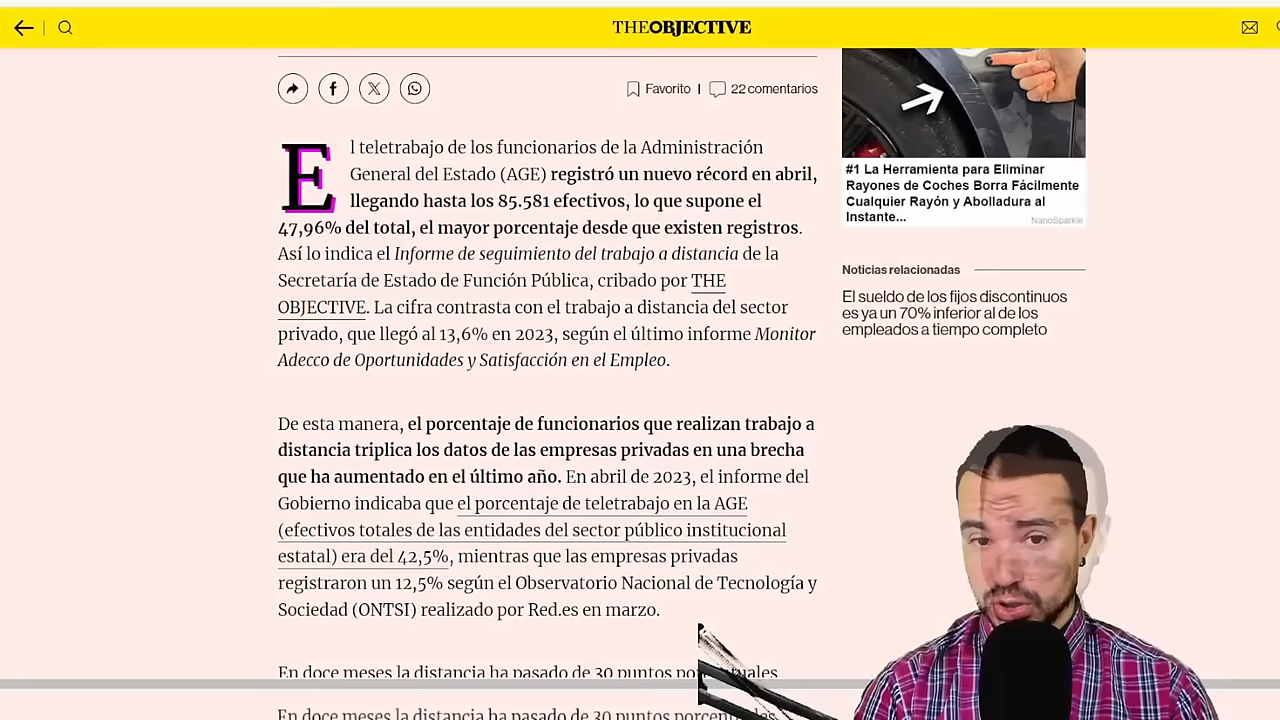 THEOBJECTIVE
Favorito
22 comentarios
El teletrabajo de los funcionarios de la Administración
General del Estado (AGE) registró un nuevo récord en abril,
llegando hasta los 85.581 efectivos, lo que supone el
47,96% del total, el mayor porcentaje desde que existen registros.
Así lo indica el Informe de seguimiento del trabajo a distancia de la
Secretaría de Estado de Función Pública, cribado por THE
OBJECTIVE. La cifra contrasta con el trabajo a distancia del sector
privado, que llegó al 13,6% en 2023, según el último informe Monitor
Adecco de Oportunidades y Satisfacción en el Empleo.
De esta manera, el porcentaje de funcionarios que realizan trabajo a
distancia triplica los datos de las empresas privadas en una brecha
que ha aumentado en el último año. En abril de 2023, el informe del
Gobierno indicaba que el porcentaje de teletrabajo en la AGE
(efectivos totales de las entidades del sector público institucional
estatal) era del 42,5%, mientras que las empresas privadas
registraron un 12,5% según el Observatorio Nacional de Tecnología y
Sociedad (ONTSI) realizado por Red.es en marzo.
En doce meses la distancia ha pasado de 30 puntos
En doce meses la distancia ha pasado de 30 puntos
#1 La Herramienta para Eliminar
Rayones de Coches Borra Fácilmente
Cualquier Rayón y Abolladura al
Instante...
NanoSparkle
Noticias relacionadas
El sueldo de los fijos discontinuos
es ya un 70% inferior al de los
empleados a tiempo completo